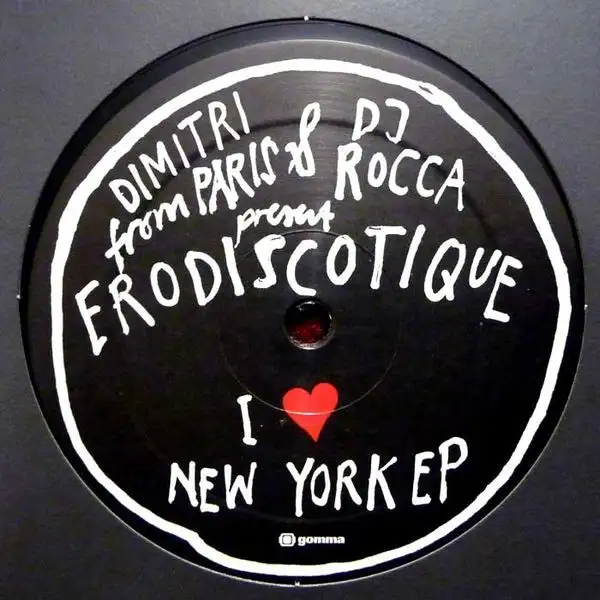 DIMITRI
from PARIS & DJ ROCCA
present
ERODISCOTIQUE
I ♥
NEW YORK EP
gomma